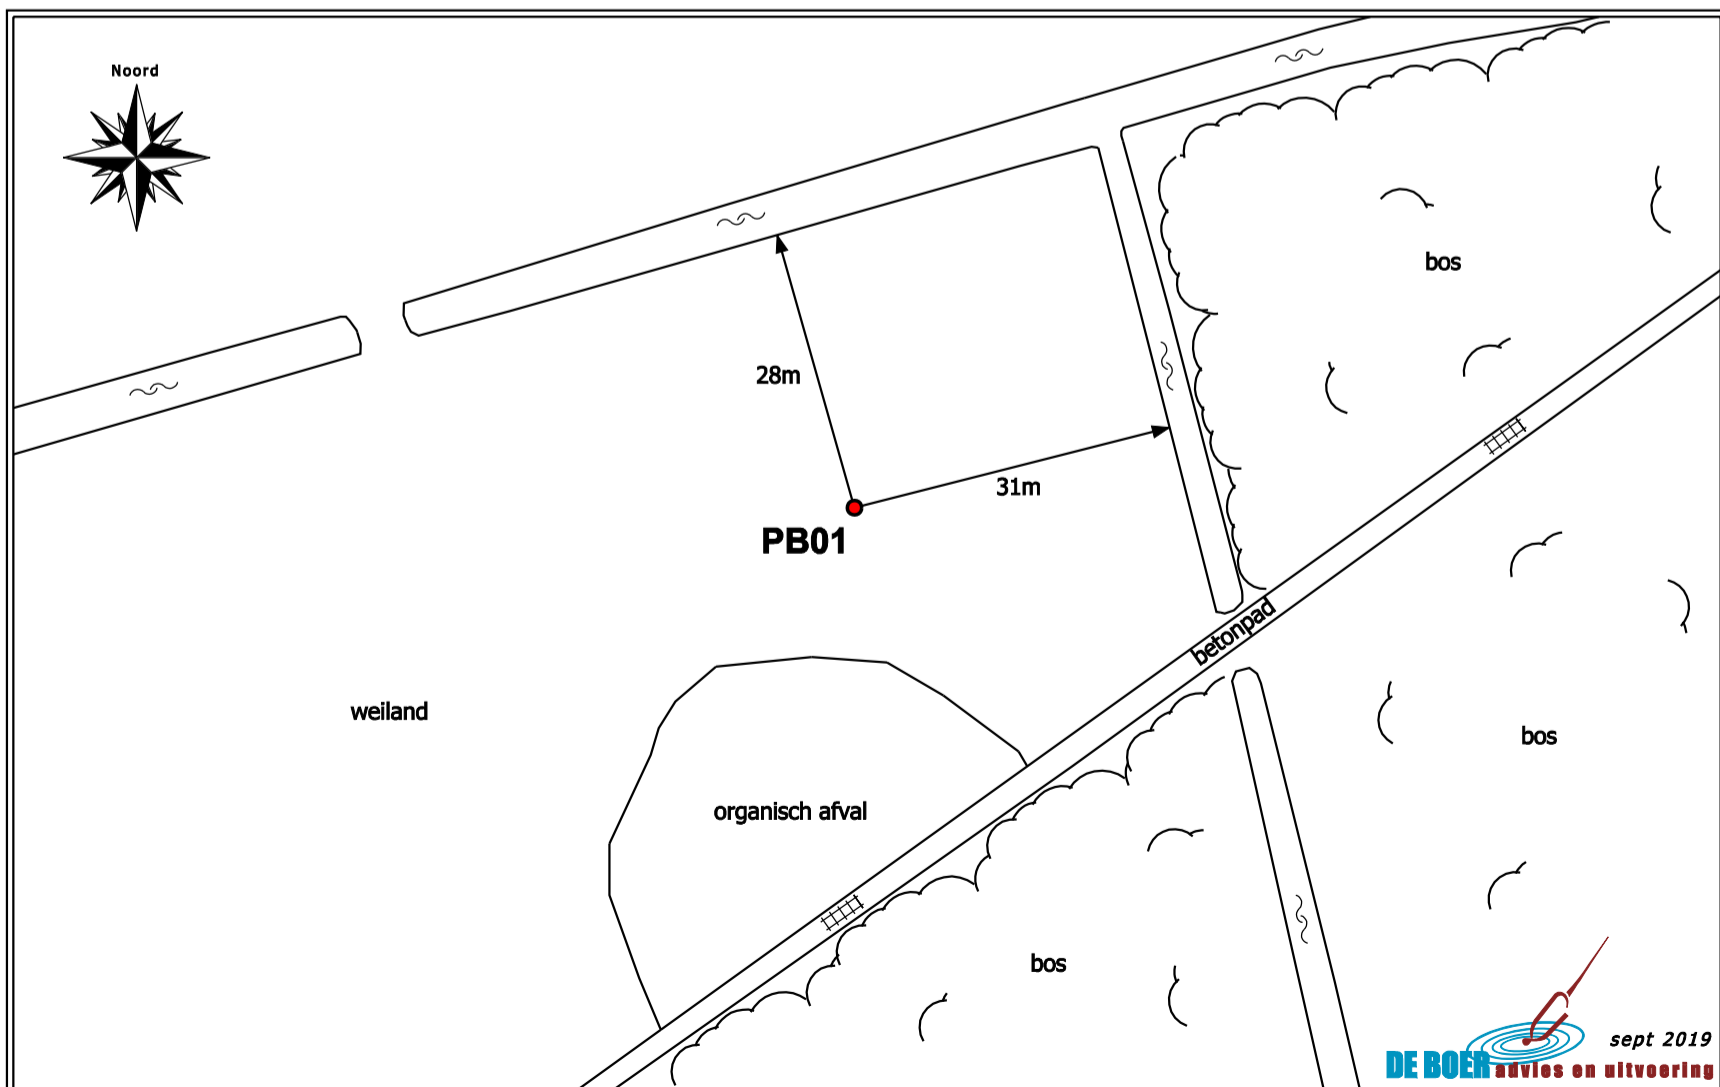 Noord
bos
28m
31m
PB01
betonpad
weiland
bos
organisch afval
bos
sept 2019
DE BOER advies en uitvoering